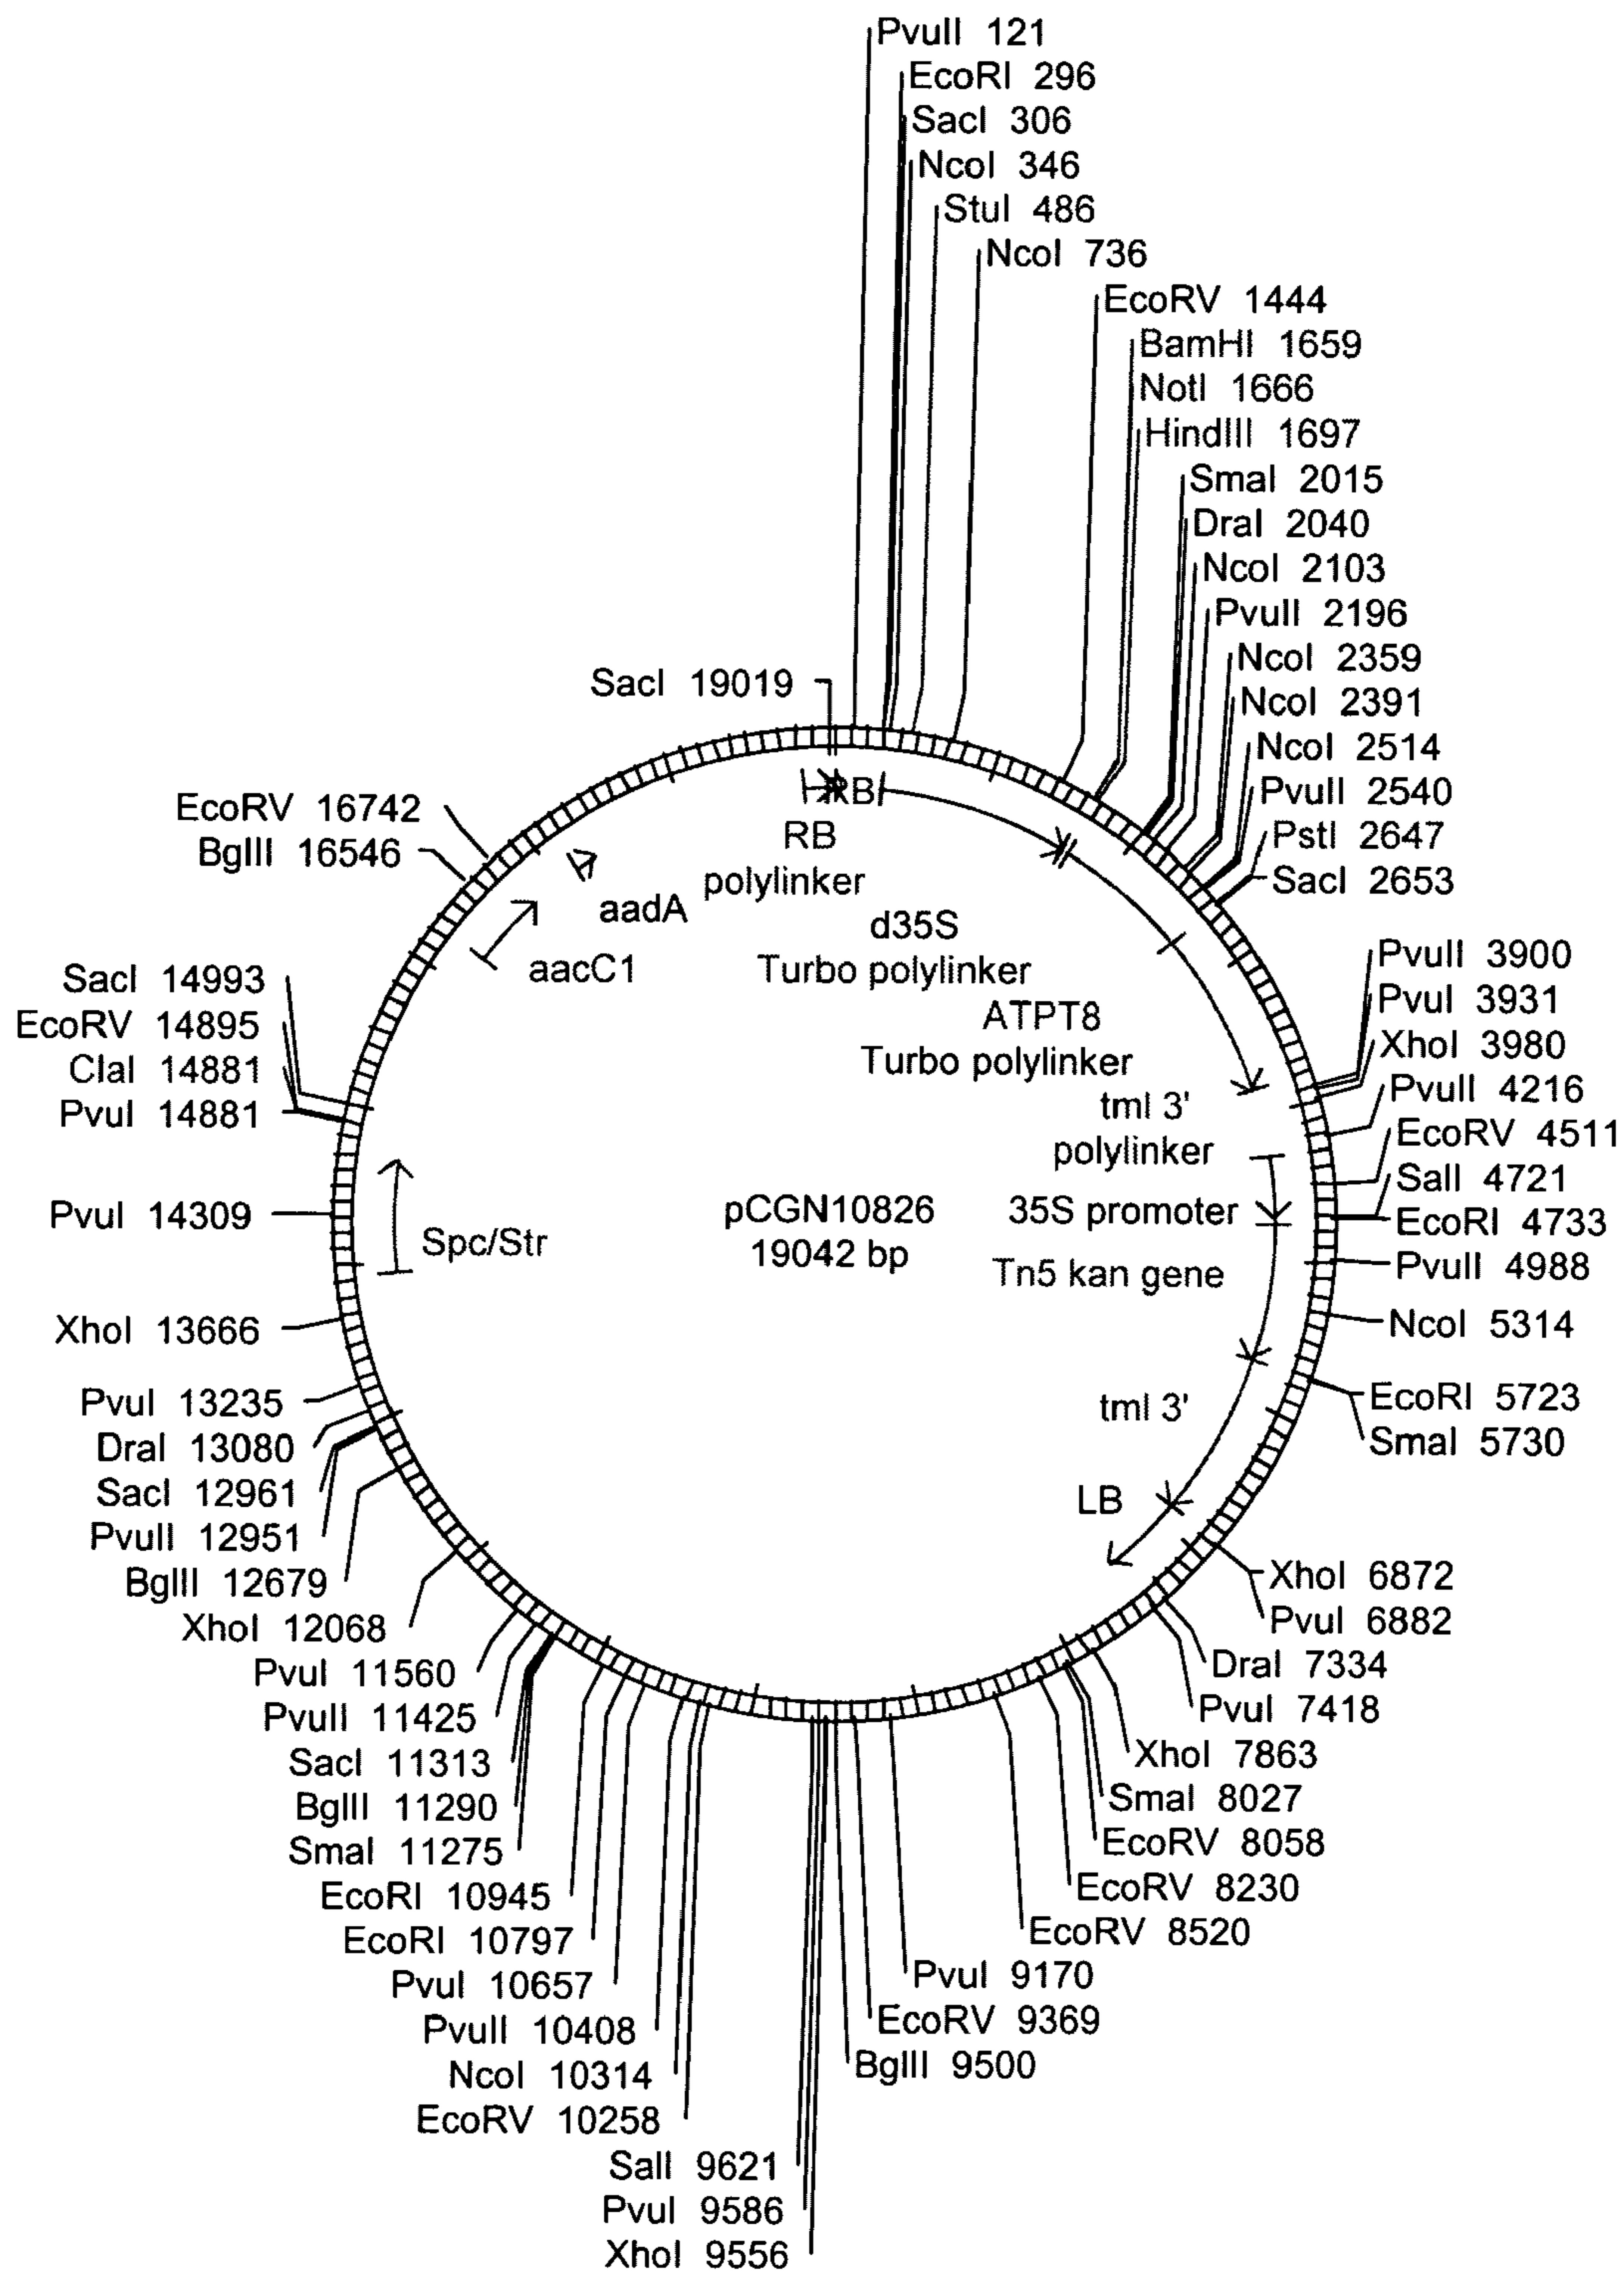 PvuII 121
EcoRI 296
SacI 306
NcoI 346
StuI 486
NcoI 736
EcoRV 1444
BamHI 1659
NotI 1666
HindIII 1697
SmaI 2015
DraI 2040
NcoI 2103
PvuII 2196
NcoI 2359
NcoI 2391
NcoI 2514
PvuII 2540
PstI 2647
SacI 2653
PvuII 3900
PvuI 3931
XhoI 3980
PvuII 4216
EcoRV 4511
SalI 4721
EcoRI 4733
PvuII 4988
NcoI 5314
EcoRI 5723
SmaI 5730
XhoI 6872
PvuI 6882
DraI 7334
PvuI 7418
XhoI 7863
SmaI 8027
EcoRV 8058
EcoRV 8230
EcoRV 8520
PvuI 9170
EcoRV 9369
BglII 9500
XhoI 9556
PvuI 9586
SalI 9621
EcoRV 10258
NcoI 10314
PvuII 10408
PvuI 10657
EcoRI 10797
EcoRI 10945
SmaI 11275
BglII 11290
SacI 11313
PvuII 11425
PvuI 11560
XhoI 12068
BglII 12679
PvuII 12951
SacI 12961
DraI 13080
PvuI 13235
XhoI 13666
PvuI 14309
PvuI 14881
ClaI 14881
EcoRV 14895
SacI 14993
BglII 16546
EcoRV 16742
SacI 19019
RB
RB
polylinker
d35S
Turbo polylinker
ATPT8
Turbo polylinker
tml 3'
polylinker
35S promoter
Tn5 kan gene
tml 3'
LB
Spc/Str
aacC1
aadA
pCGN10826
19042 bp